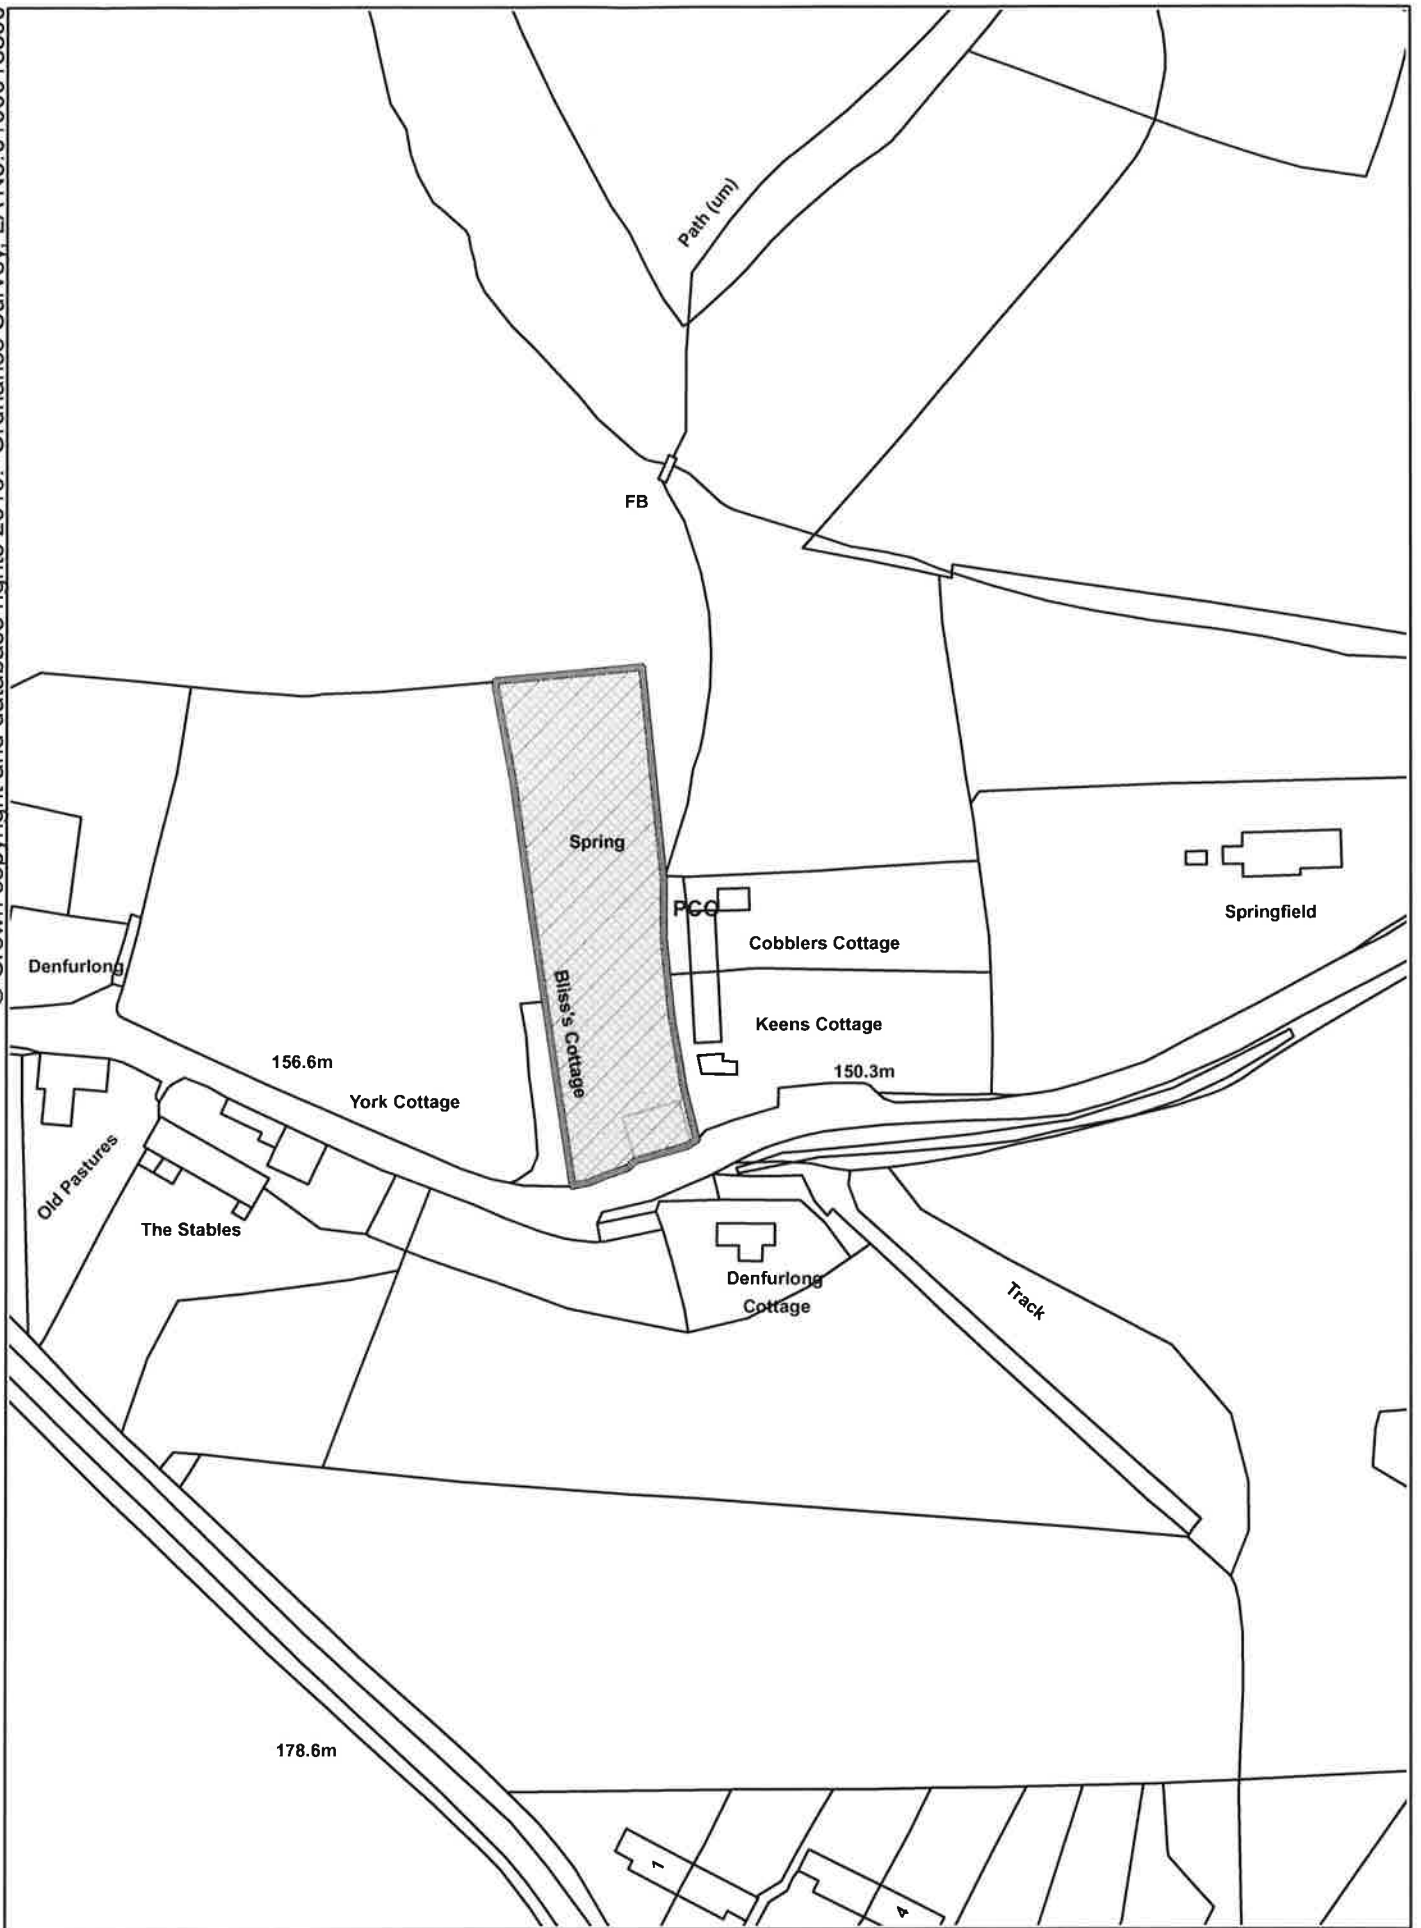 Path (um)
FB
Spring
PCO
Springfield
Cobblers Cottage
Denfurlong
Bliss's Cottage
Keens Cottage
156.6m
150.3m
York Cottage
Old Pastures
The Stables
Denfurlong
Cottage
Track
178.6m
1
4